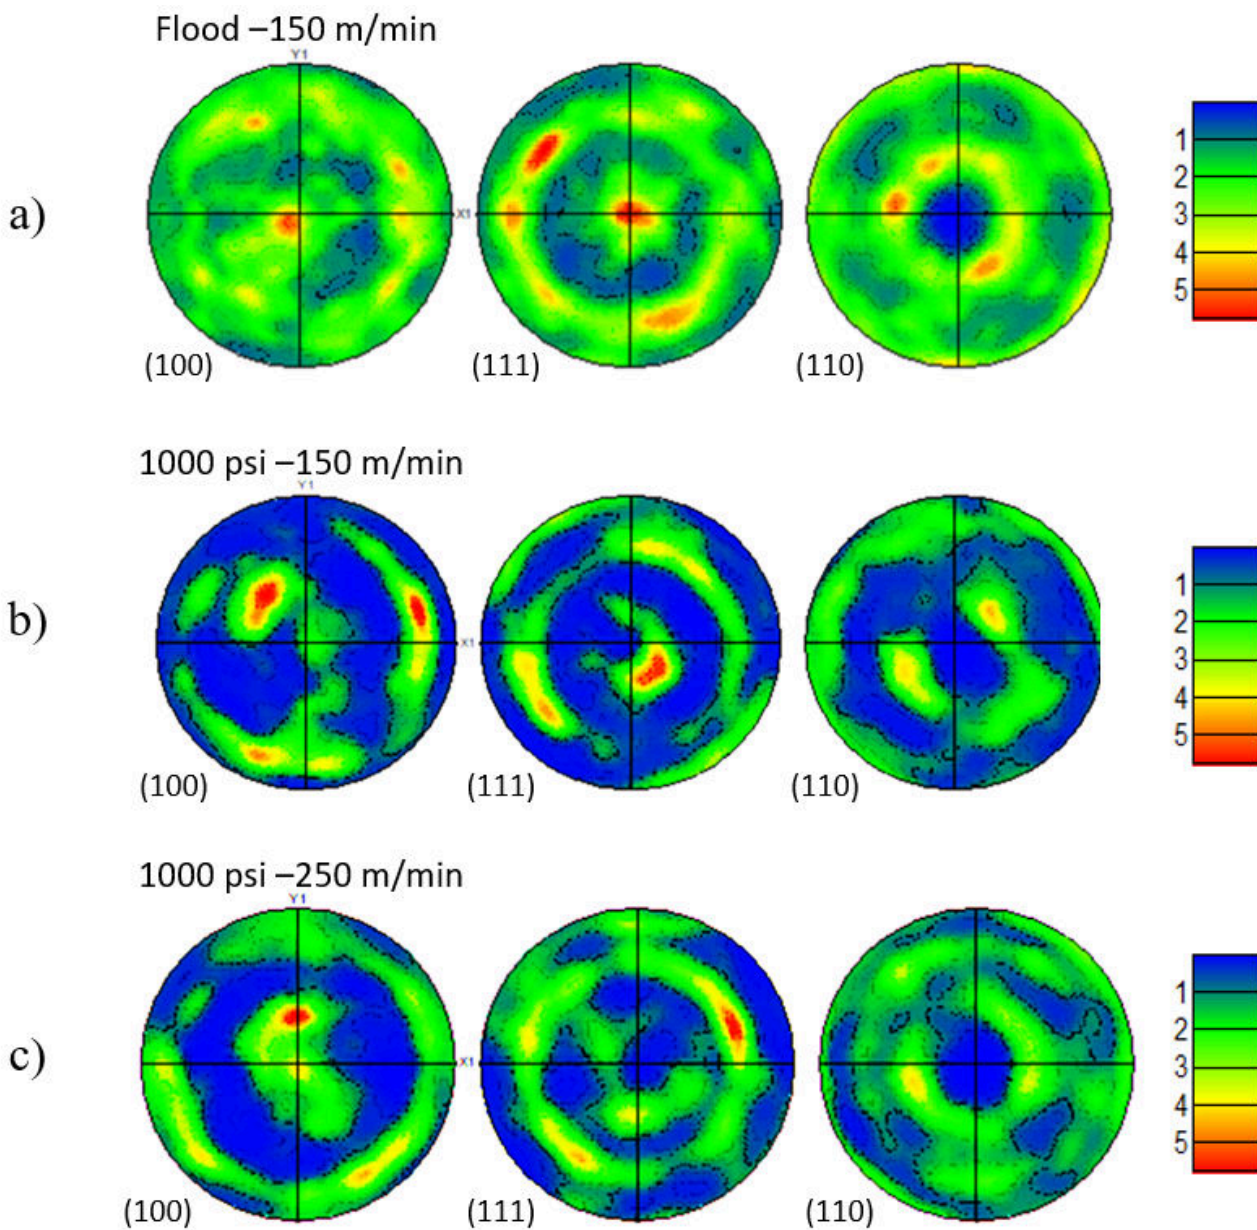 Flood –150 m/min
Y1
a)
X1
1
2
3
4
5
(100)
(111)
(110)
1000 psi –150 m/min
Y1
b)
X1
1
2
3
4
5
(100)
(111)
(110)
1000 psi –250 m/min
Y1
c)
X1
1
2
3
4
5
(100)
(111)
(110)